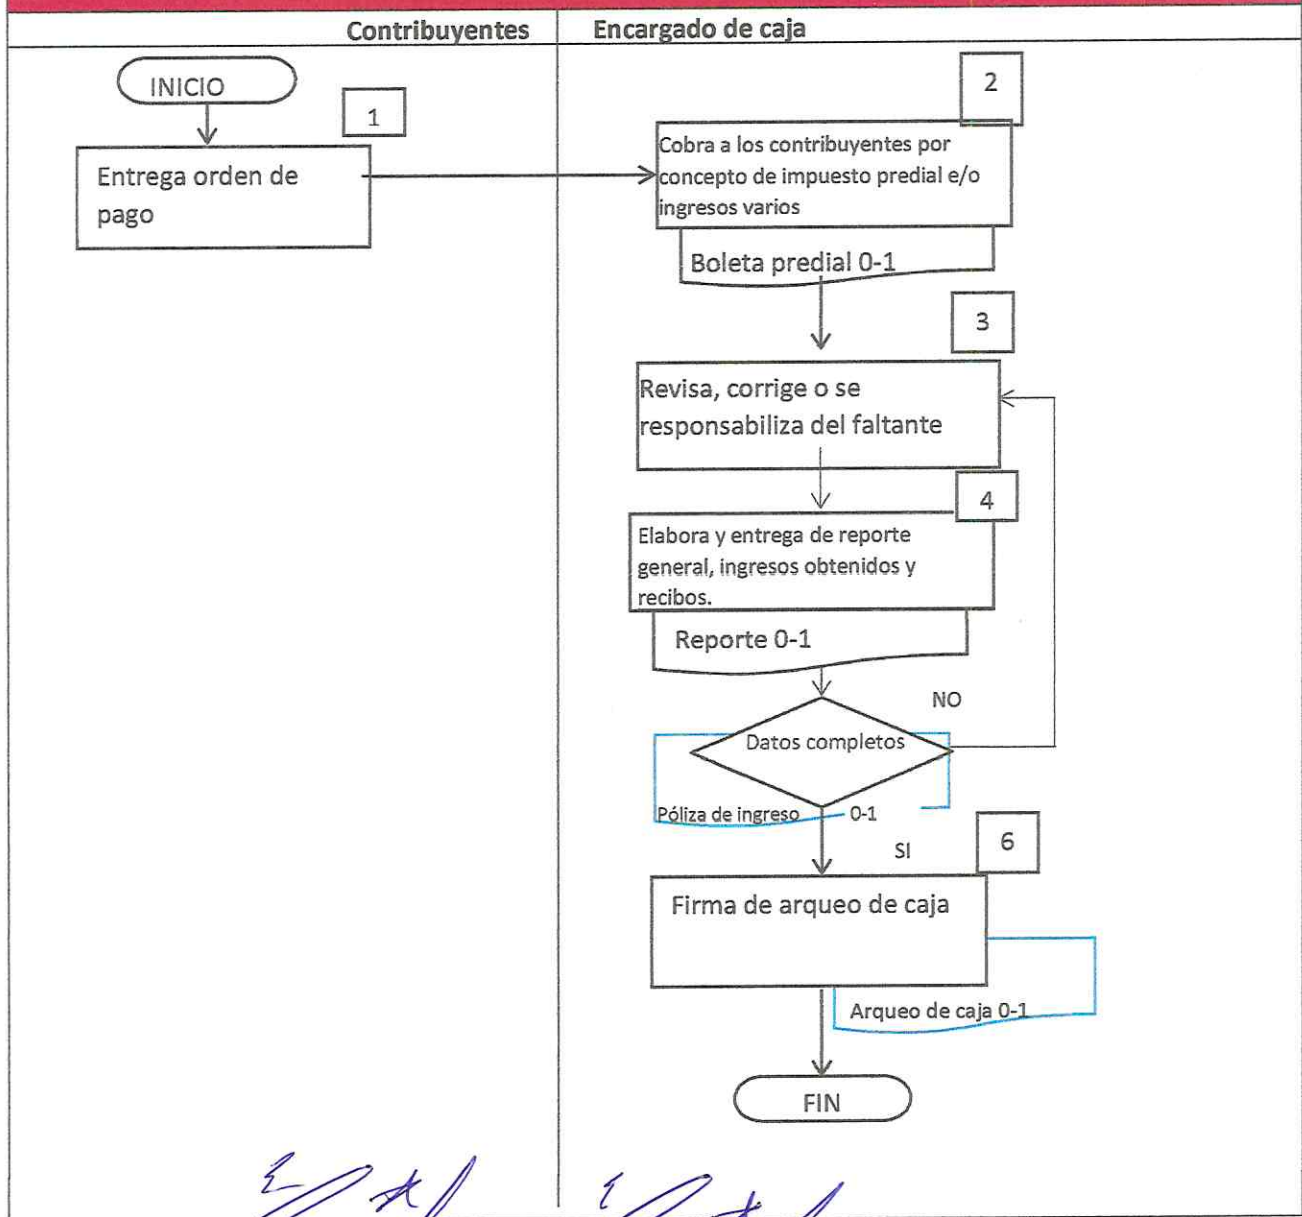 Contribuyentes
Encargado de caja
INICIO
1
Entrega orden de
pago
2
Cobra a los contribuyentes por
concepto de impuesto predial e/o
ingresos varios
Boleta predial 0-1
3
Revisa, corrige o se
responsabiliza del faltante
4
Elabora y entrega de reporte
general, ingresos obtenidos y
recibos.
Reporte 0-1
NO
Datos completos
Póliza de ingreso 0-1
SI
6
Firma de arqueo de caja
Arqueo de caja 0-1
FIN